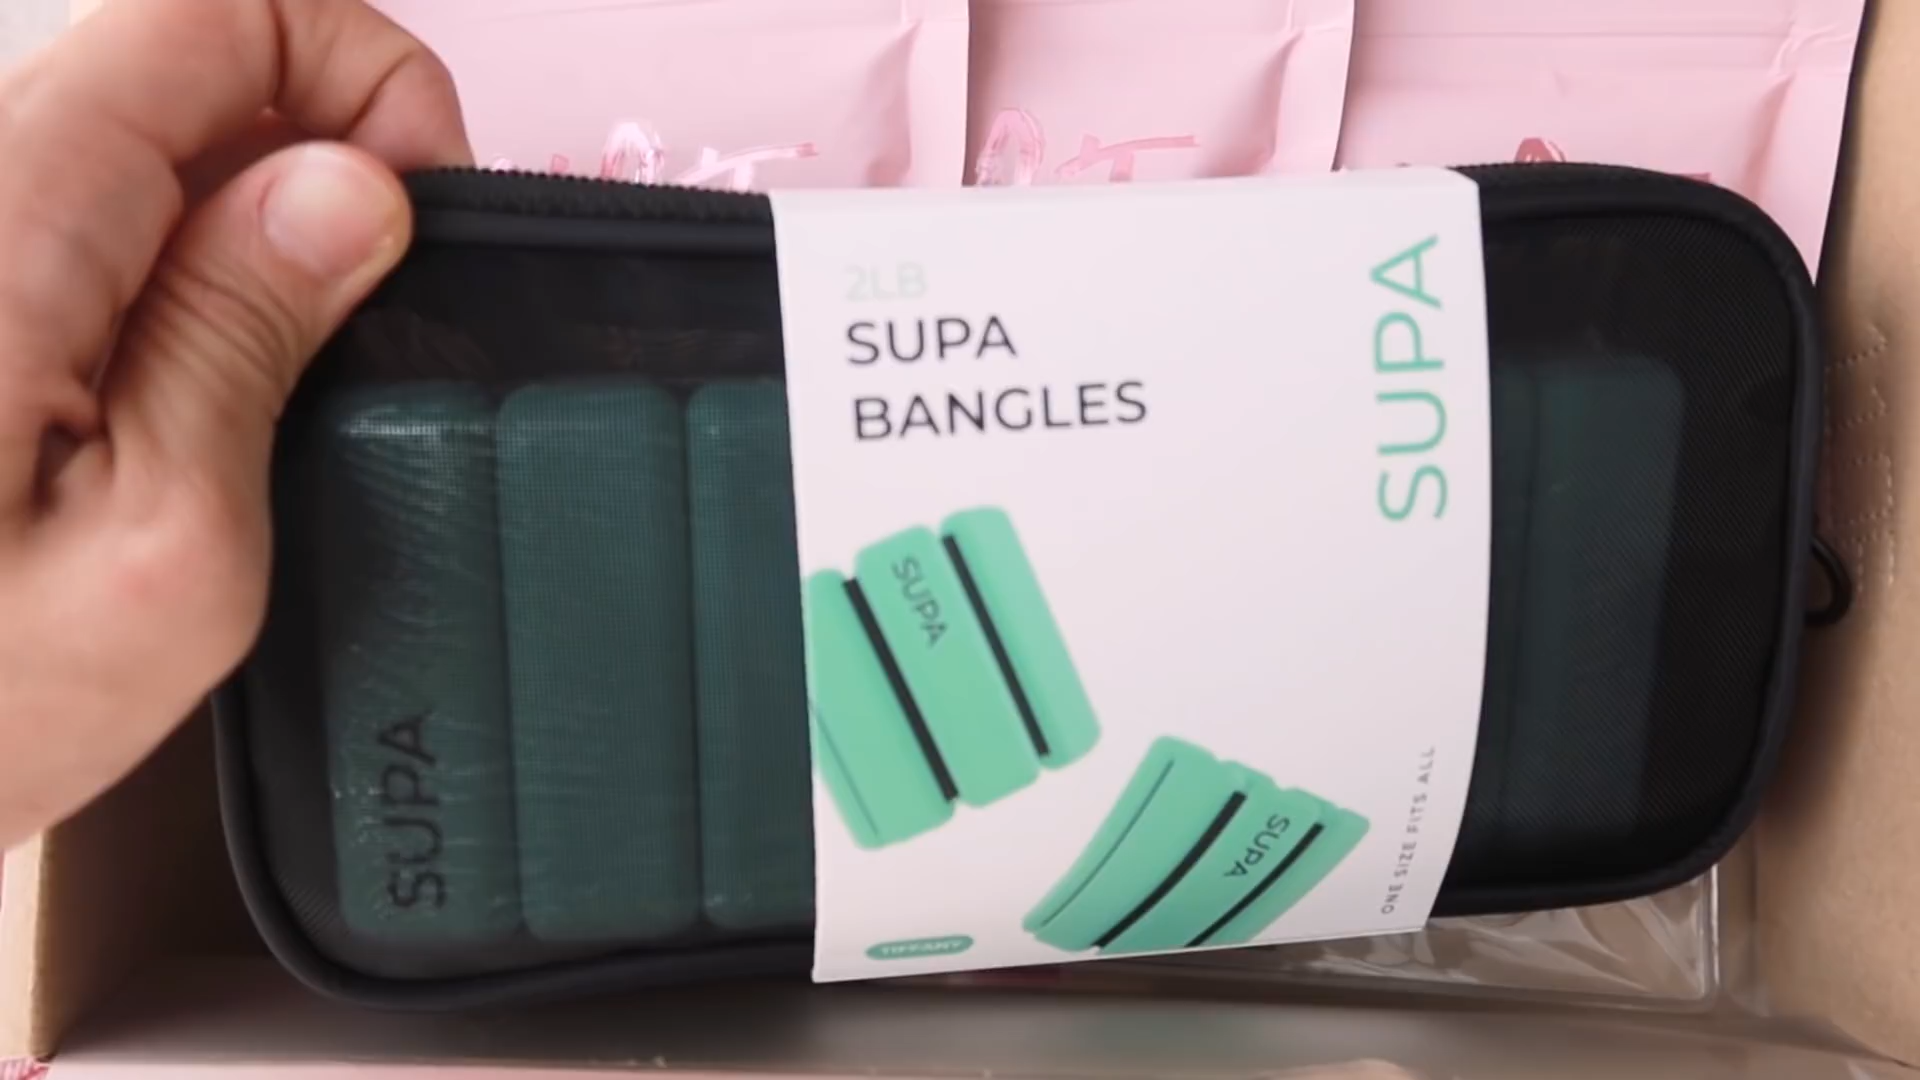 2LB
SUPA
BANGLES
SUPA
SUPA
SUPA
SUPA
ONE SIZE FITS ALL
TIFFANY